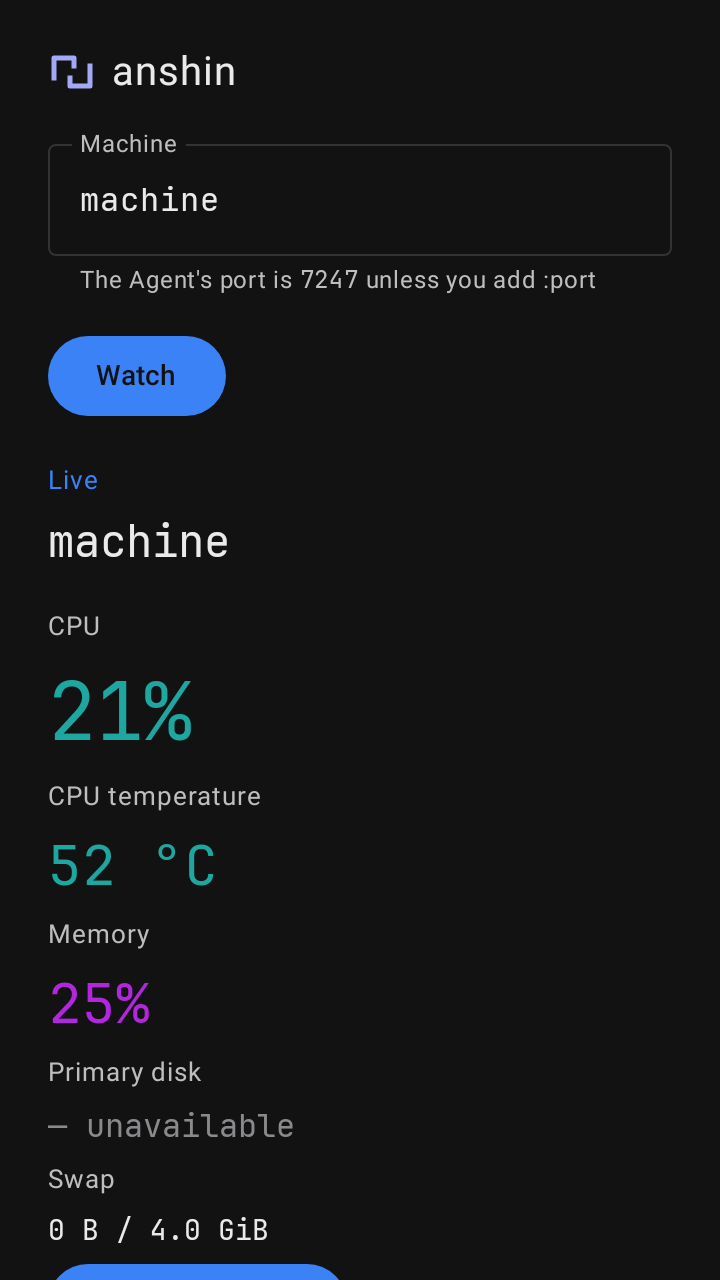 anshin
Machine
machine
The Agent's port is 7247 unless you add :port
Watch
Live
machine
CPU
21%
CPU temperature
52 °C
Memory
25%
Primary disk
— unavailable
Swap
0 B / 4.0 GiB